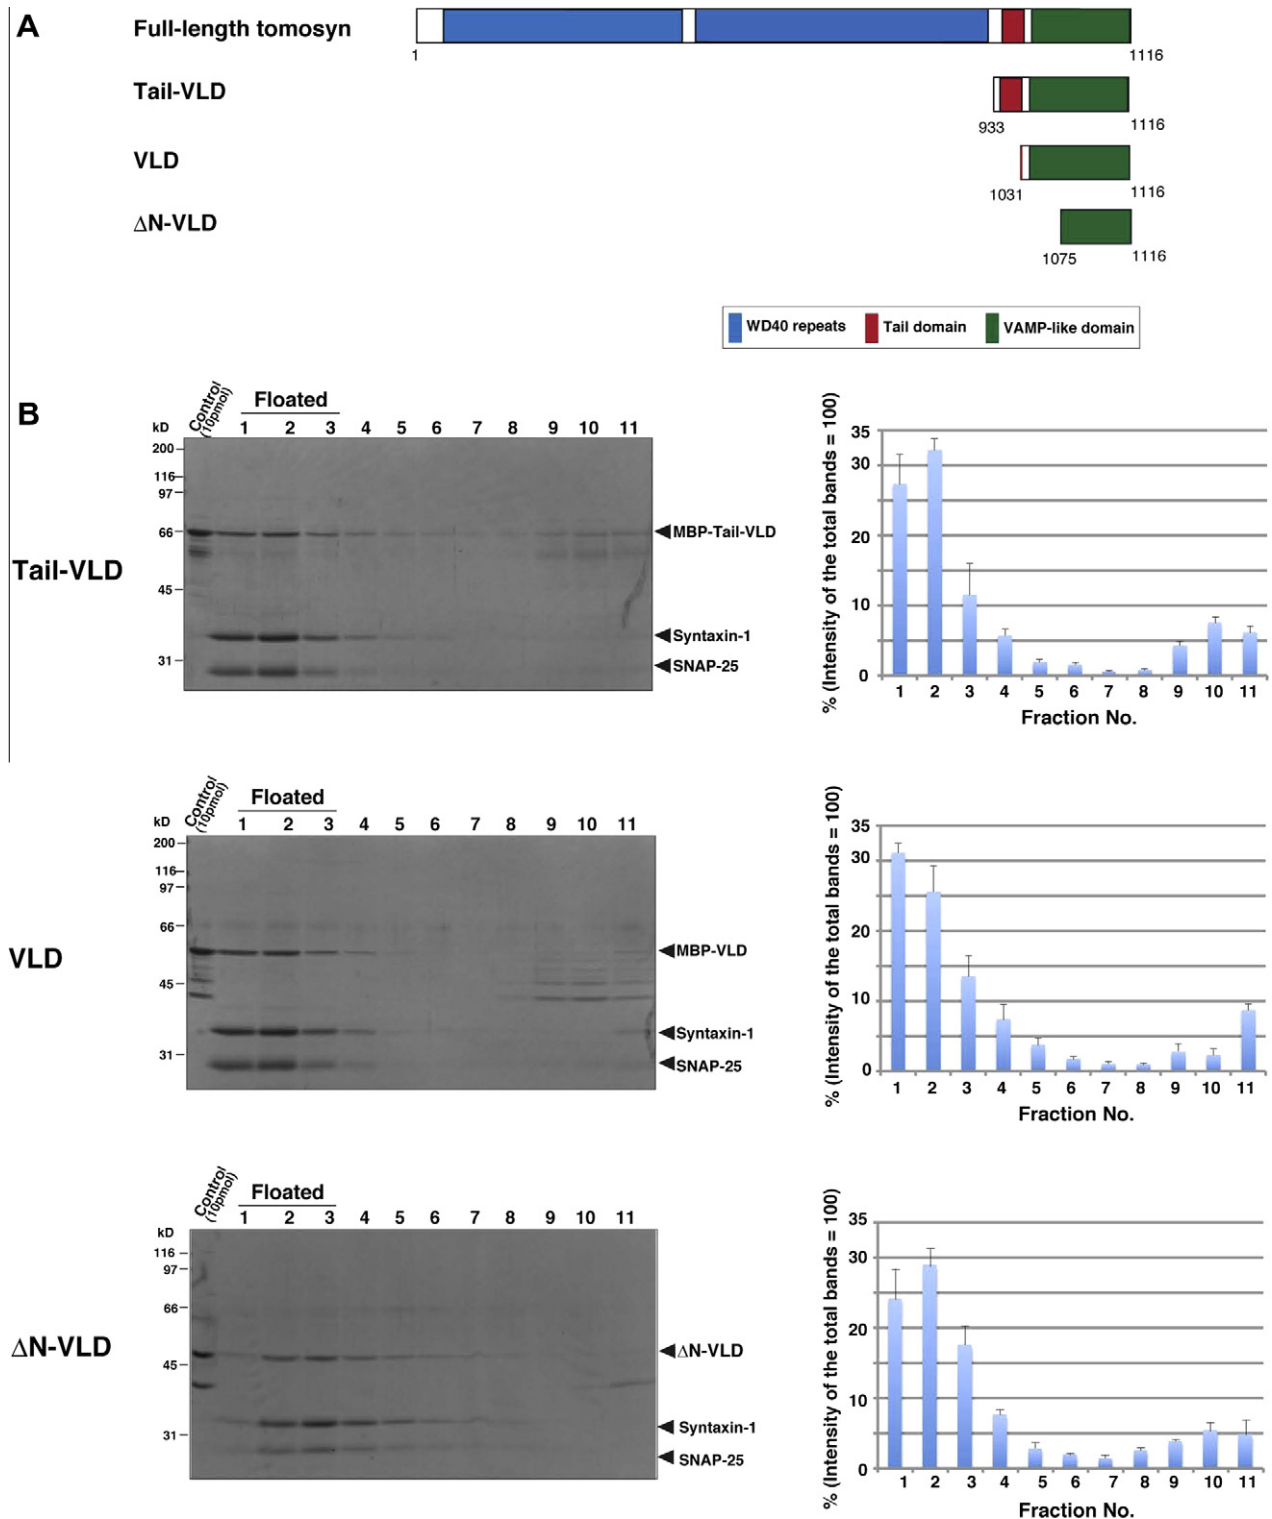 A
Full-length tomosyn
1
1116
Tail-VLD
933
1116
VLD
1031
1116
ΔN-VLD
1075
1116
WD40 repeats
Tail domain
VAMP-like domain
B
Tail-VLD
Control
(10pmol)
Floated
kD
1 2 3 4 5 6 7 8 9 10 11
200
116
97
66
45
31
MBP-Tail-VLD
Syntaxin-1
SNAP-25
% (Intensity of the total bands = 100)
35
30
20
10
0
1 2 3 4 5 6 7 8 9 10 11
Fraction No.
VLD
Control
(10pmol)
Floated
kD
1 2 3 4 5 6 7 8 9 10 11
200
116
97
66
45
31
MBP-VLD
Syntaxin-1
SNAP-25
% (Intensity of the total bands = 100)
35
30
20
10
0
1 2 3 4 5 6 7 8 9 10 11
Fraction No.
ΔN-VLD
Control
(10pmol)
Floated
kD
1 2 3 4 5 6 7 8 9 10 11
116
97
66
45
31
ΔN-VLD
Syntaxin-1
SNAP-25
% (Intensity of the total bands = 100)
35
30
20
10
0
1 2 3 4 5 6 7 8 9 10 11
Fraction No.